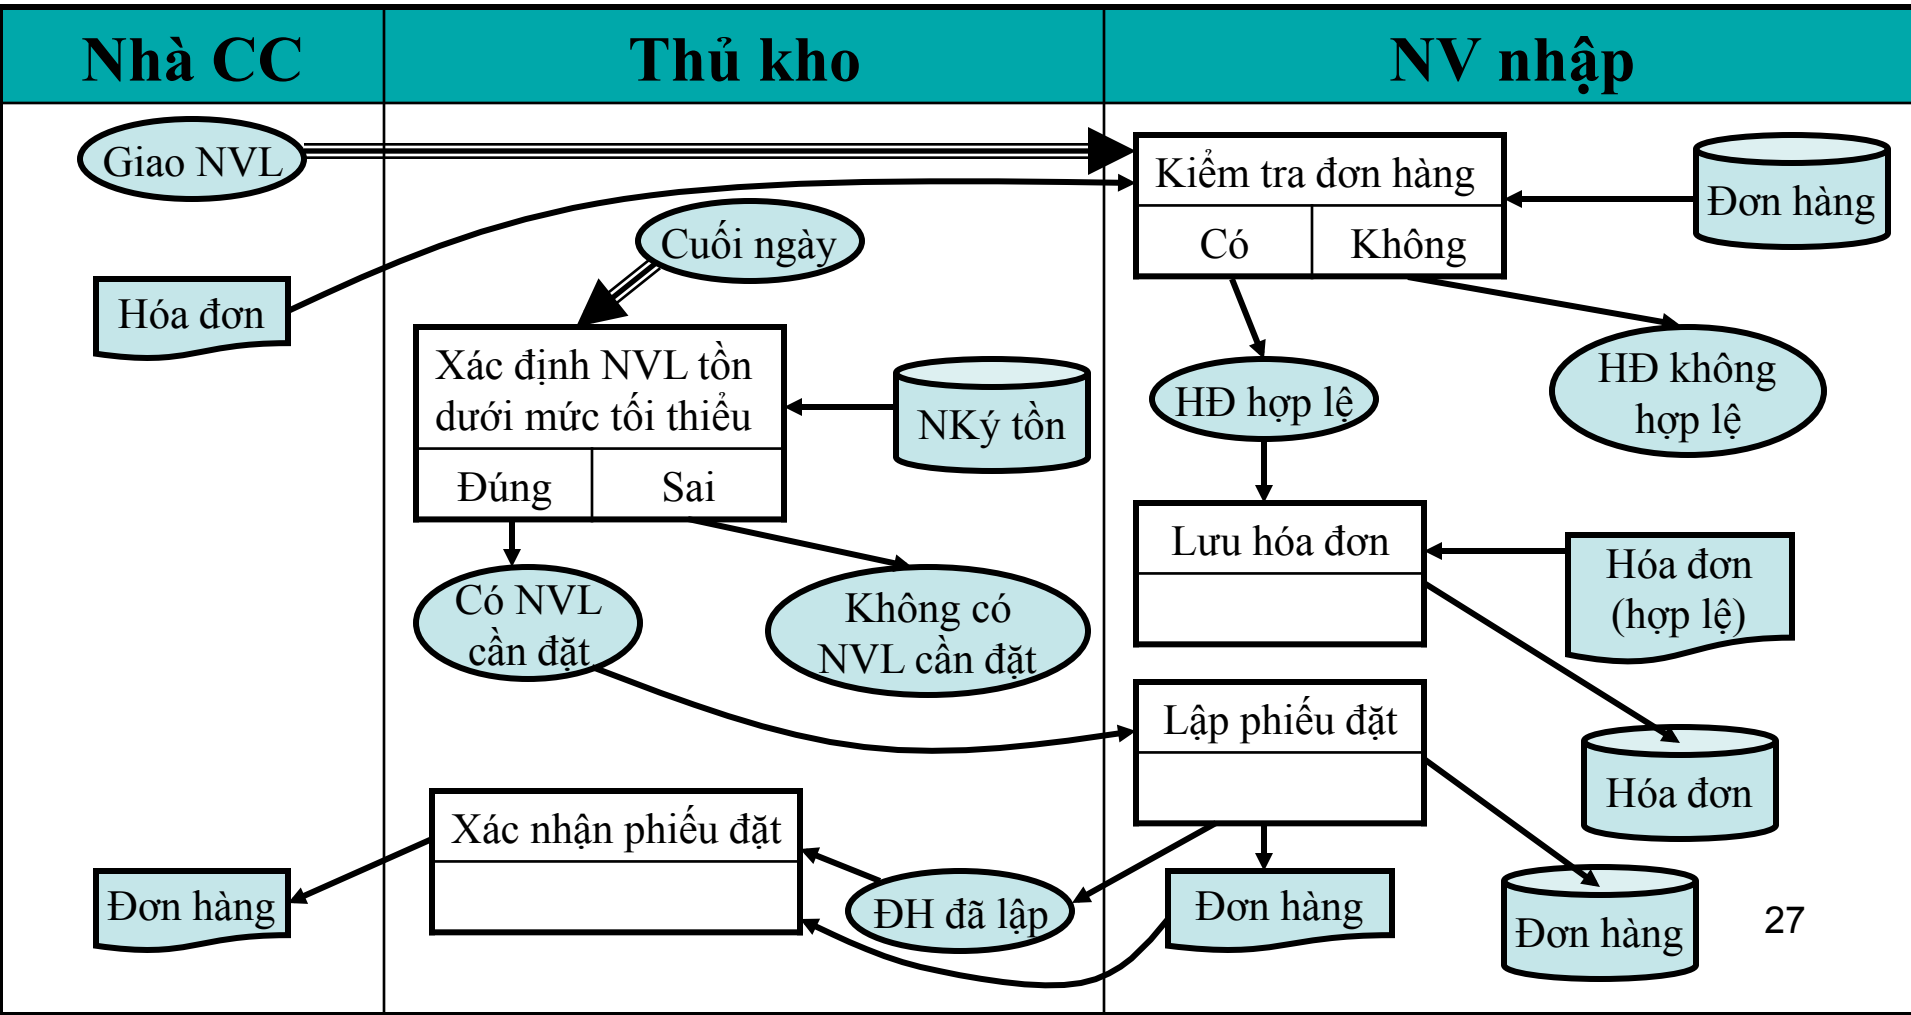 Nhà CC
Thủ kho
NV nhập
Giao NVL
Kiểm tra đơn hàng
Có
Không
Đơn hàng
Cuối ngày
Hóa đơn
Xác định NVL tồn
dưới mức tối thiểu
Đúng
Sai
NKý tồn
HĐ hợp lệ
HĐ không
hợp lệ
Có NVL
cần đặt
Không có
NVL cần đặt
Lưu hóa đơn
Hóa đơn
(hợp lệ)
Lập phiếu đặt
Hóa đơn
Xác nhận phiếu đặt
Đơn hàng
ĐH đã lập
Đơn hàng
Đơn hàng
27